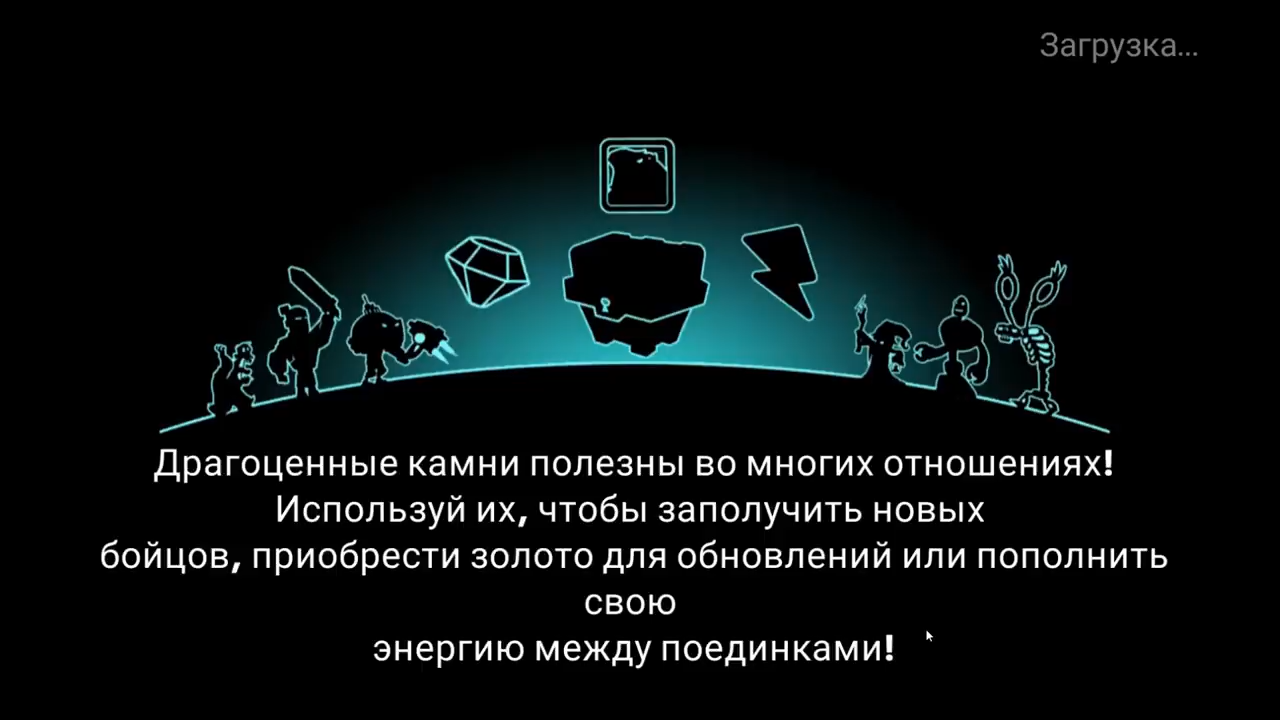 Загрузка...
Драгоценные камни полезны во многих отношениях!
Используй их, чтобы заполучить новых
бойцов, приобрести золото для обновлений или пополнить
свою
энергию между поединками!